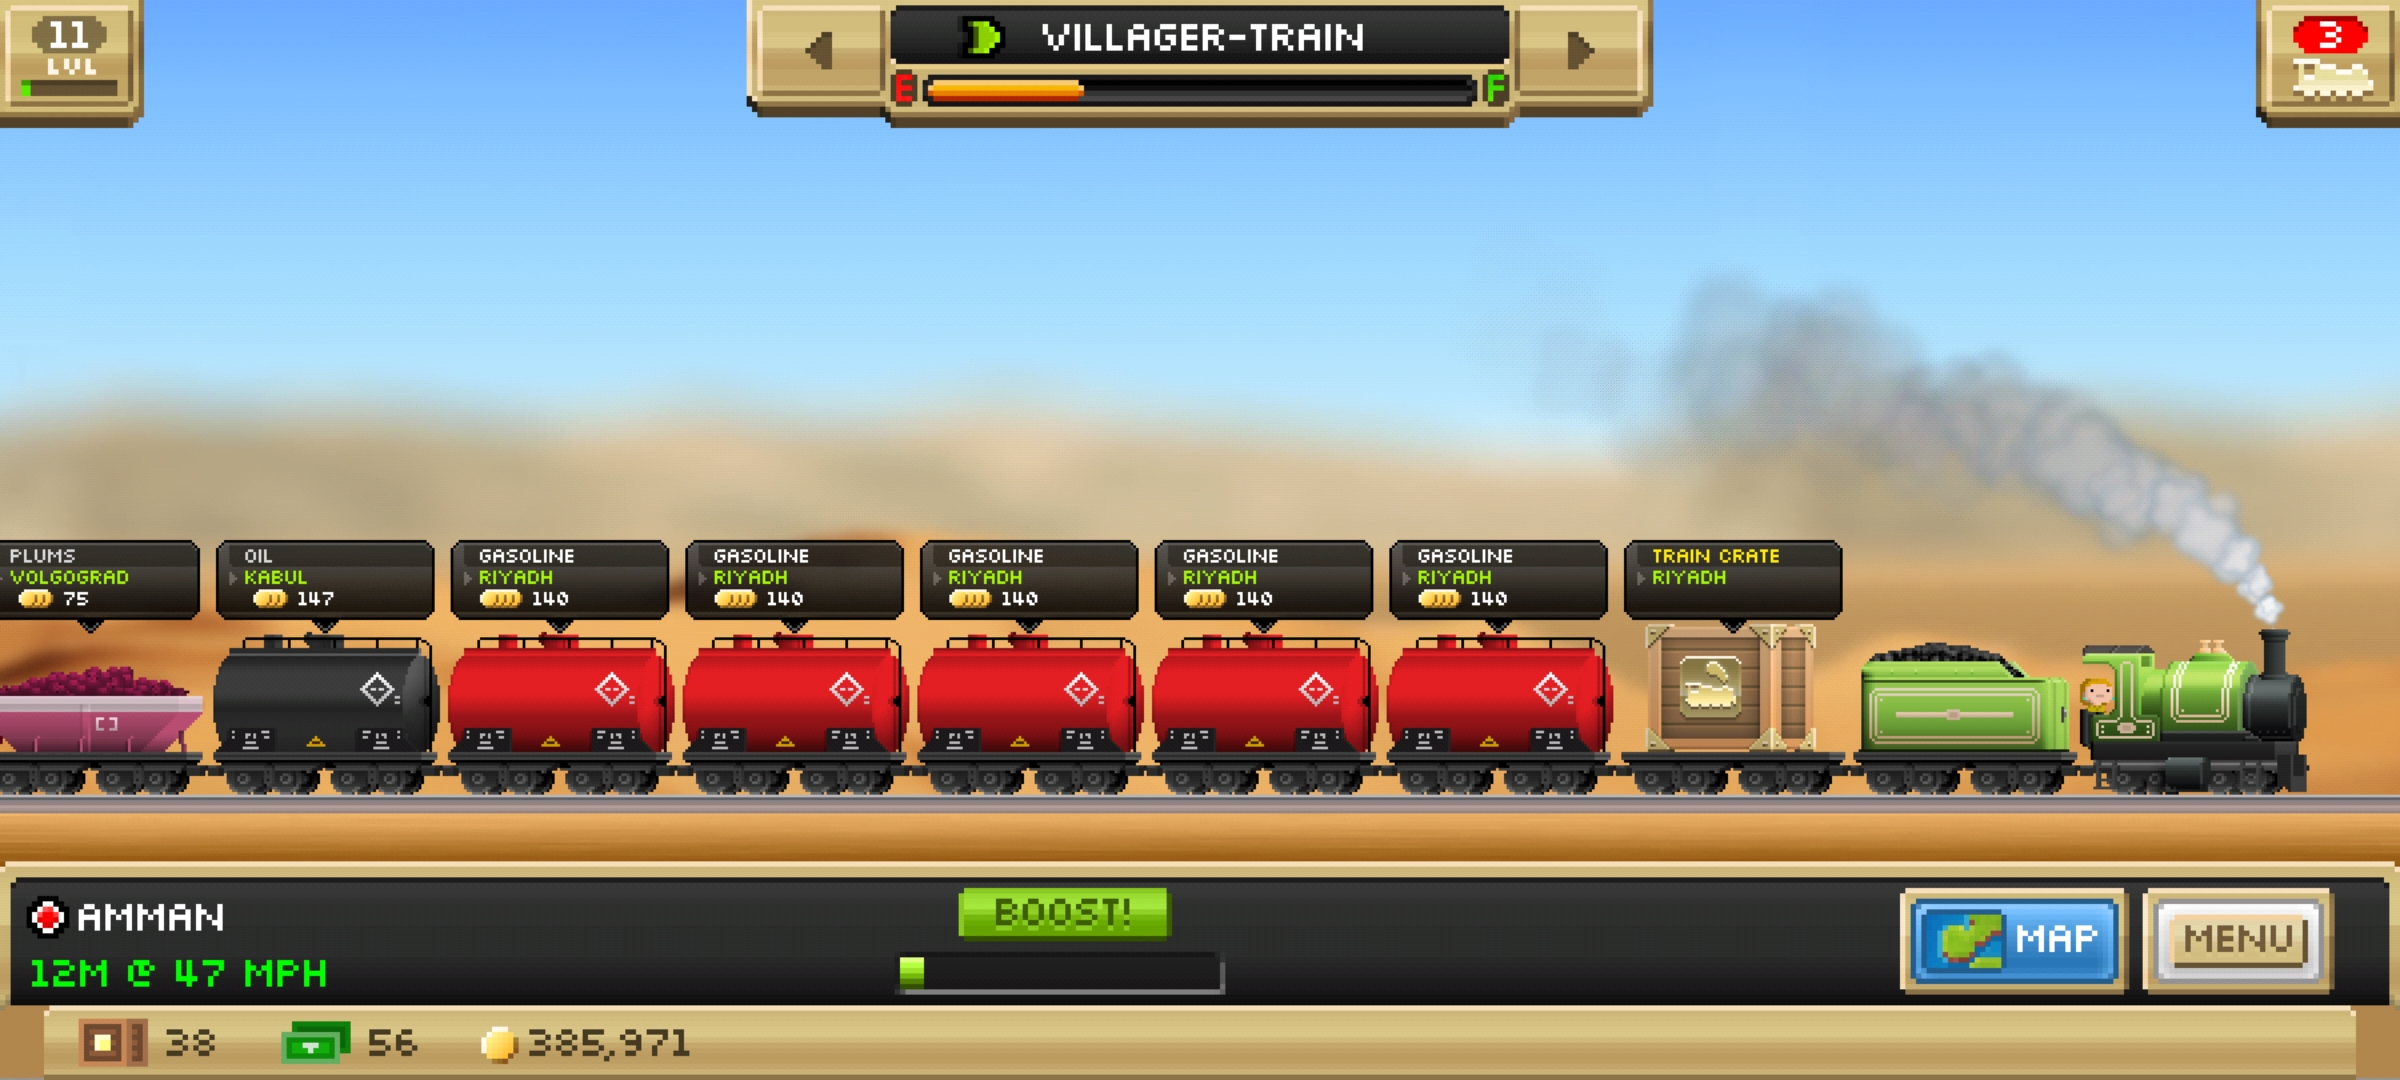 11
LVL
VILLAGER-TRAIN
E F
3
PLUMS
VOLGOGRAD
75
OIL
KABUL
147
GASOLINE
RIYADH
140
GASOLINE
RIYADH
140
GASOLINE
RIYADH
140
GASOLINE
RIYADH
140
GASOLINE
RIYADH
140
TRAIN CRATE
RIYADH
AMMAN
12M @ 47 MPH
BOOST!
MAP
MENU
38
56
385,971